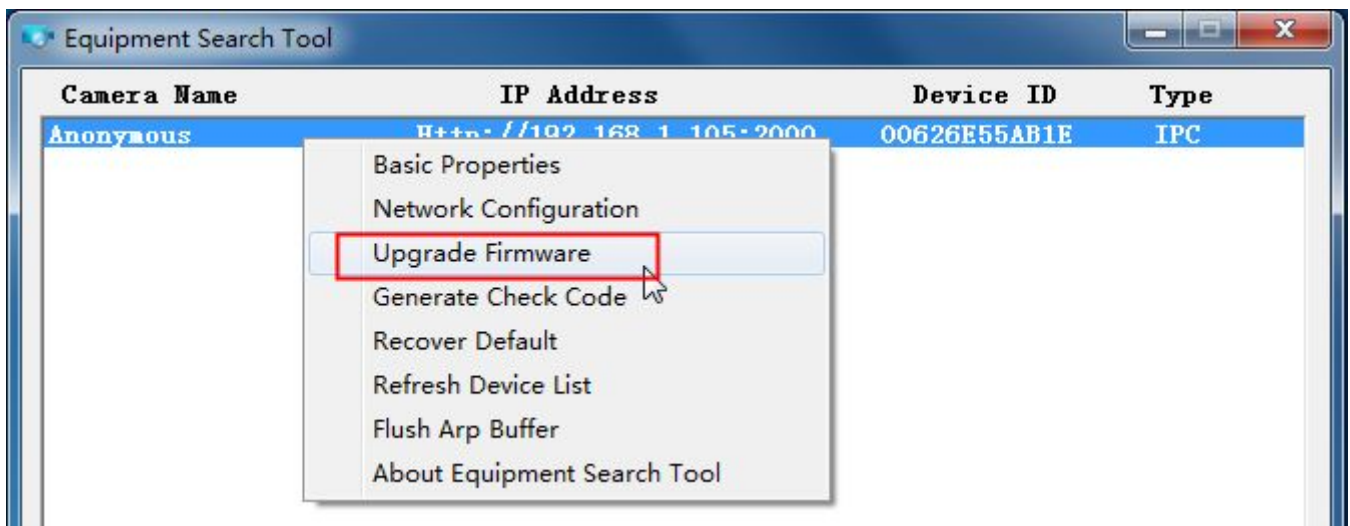 Equipment Search Tool
Camera Name IP Address Device ID Type
Anonymous Http://192.168.1.105:2000 00626E55AB1E IPC
Basic Properties
Network Configuration
Upgrade Firmware
Generate Check Code
Recover Default
Refresh Device List
Flush Arp Buffer
About Equipment Search Tool